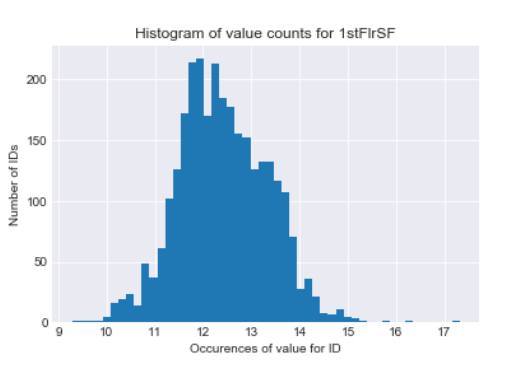 Histogram of value counts for 1stFlrSF
200
150
100
50
0
Number of IDs
9 10 11 12 13 14 15 16 17
Occurences of value for ID